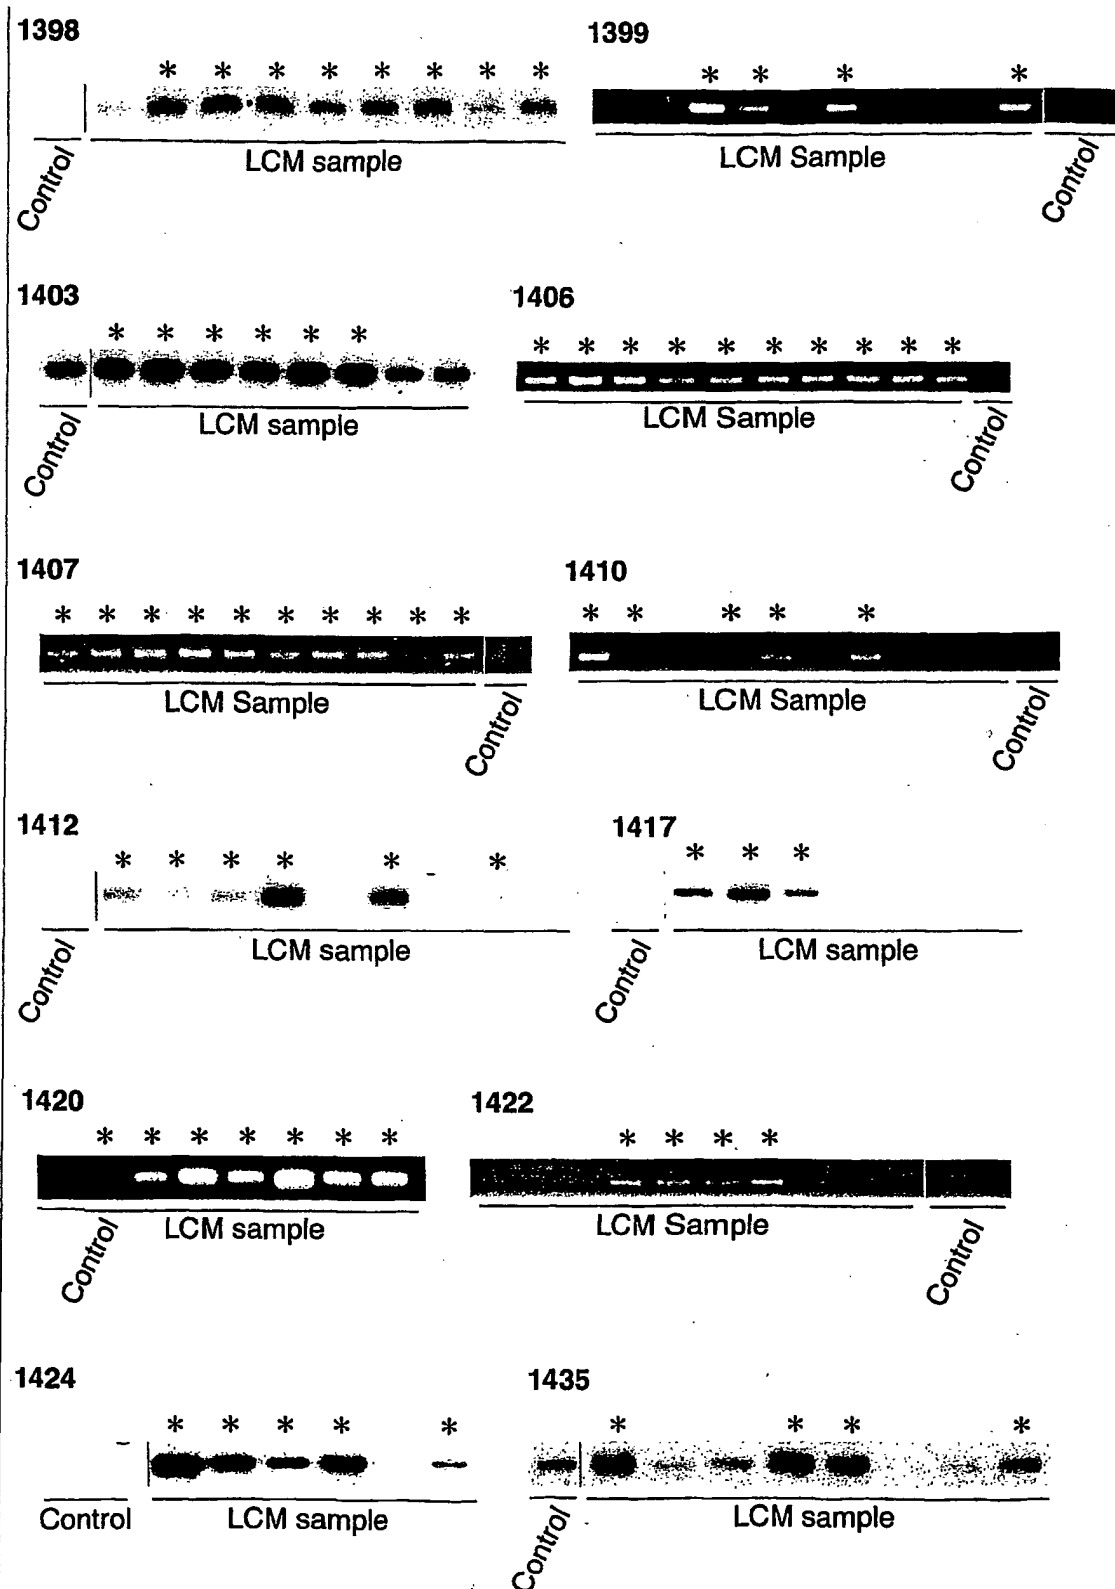 1398
1399
* * * * * * * *
* * * *
LCM sample
LCM Sample
Control
Control
1403
1406
* * * * * *
* * * * * * * * * *
LCM sample
LCM Sample
Control
Control
1407
1410
* * * * * * * * * *
* * * * *
LCM Sample
LCM Sample
Control
Control
1412
1417
* * * * * *
* * *
LCM sample
LCM sample
Control
Control
1420
1422
* * * * * * *
* * * *
LCM sample
LCM Sample
Control
Control
1424
1435
* * * * *
* * * *
Control
LCM sample
LCM sample
Control